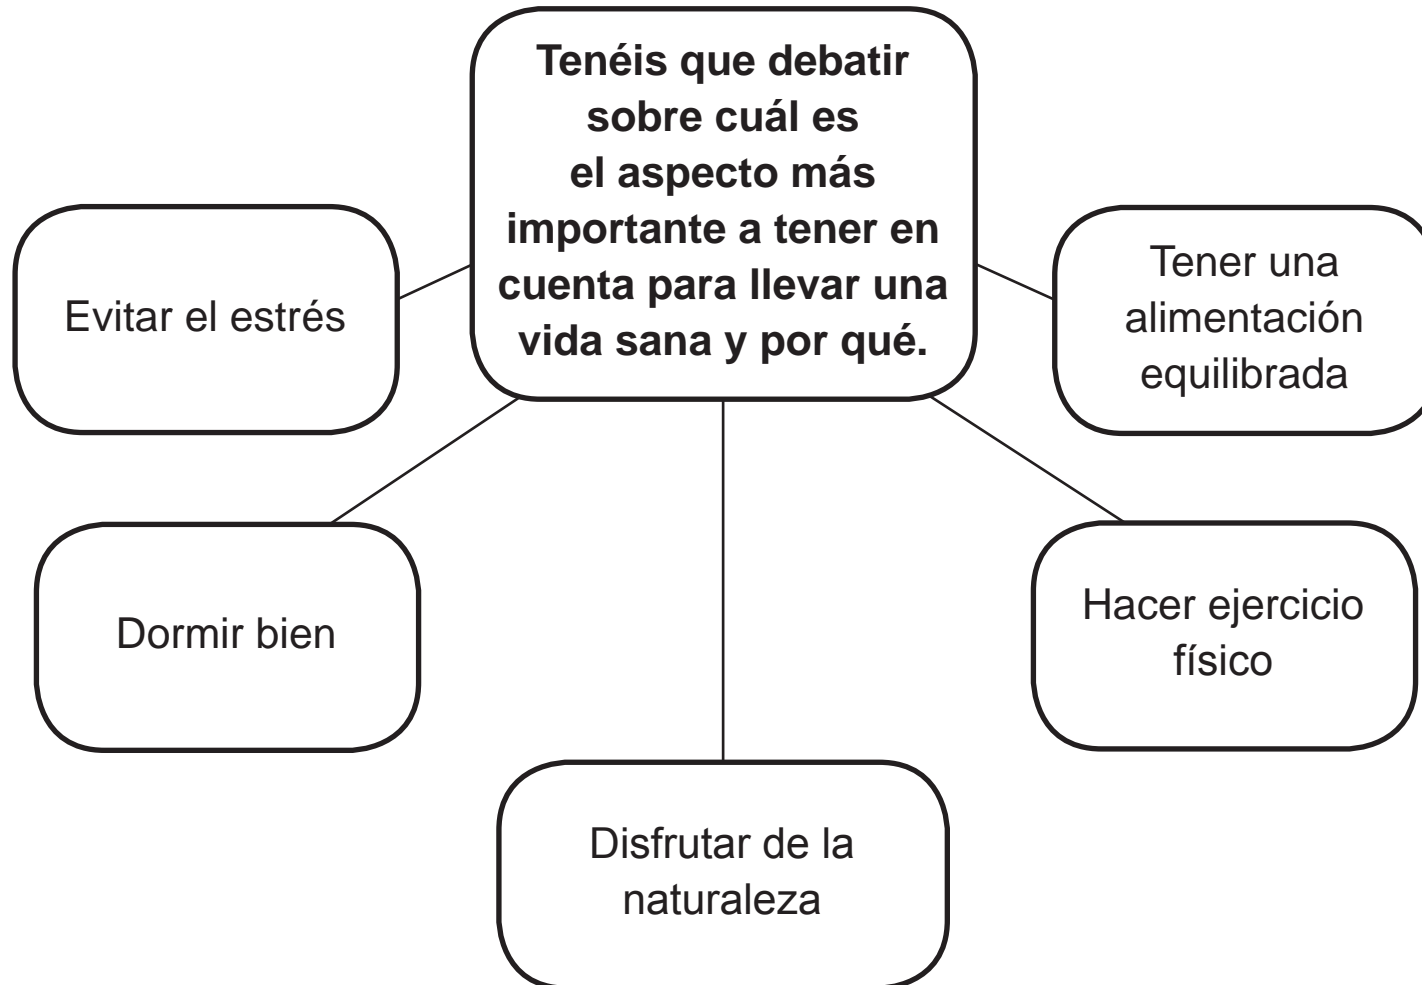 Tenéis que debatir
sobre cuál es
el aspecto más
importante a tener en
cuenta para llevar una
vida sana y por qué.
Evitar el estrés
Tener una
alimentación
equilibrada
Dormir bien
Hacer ejercicio
físico
Disfrutar de la
naturaleza